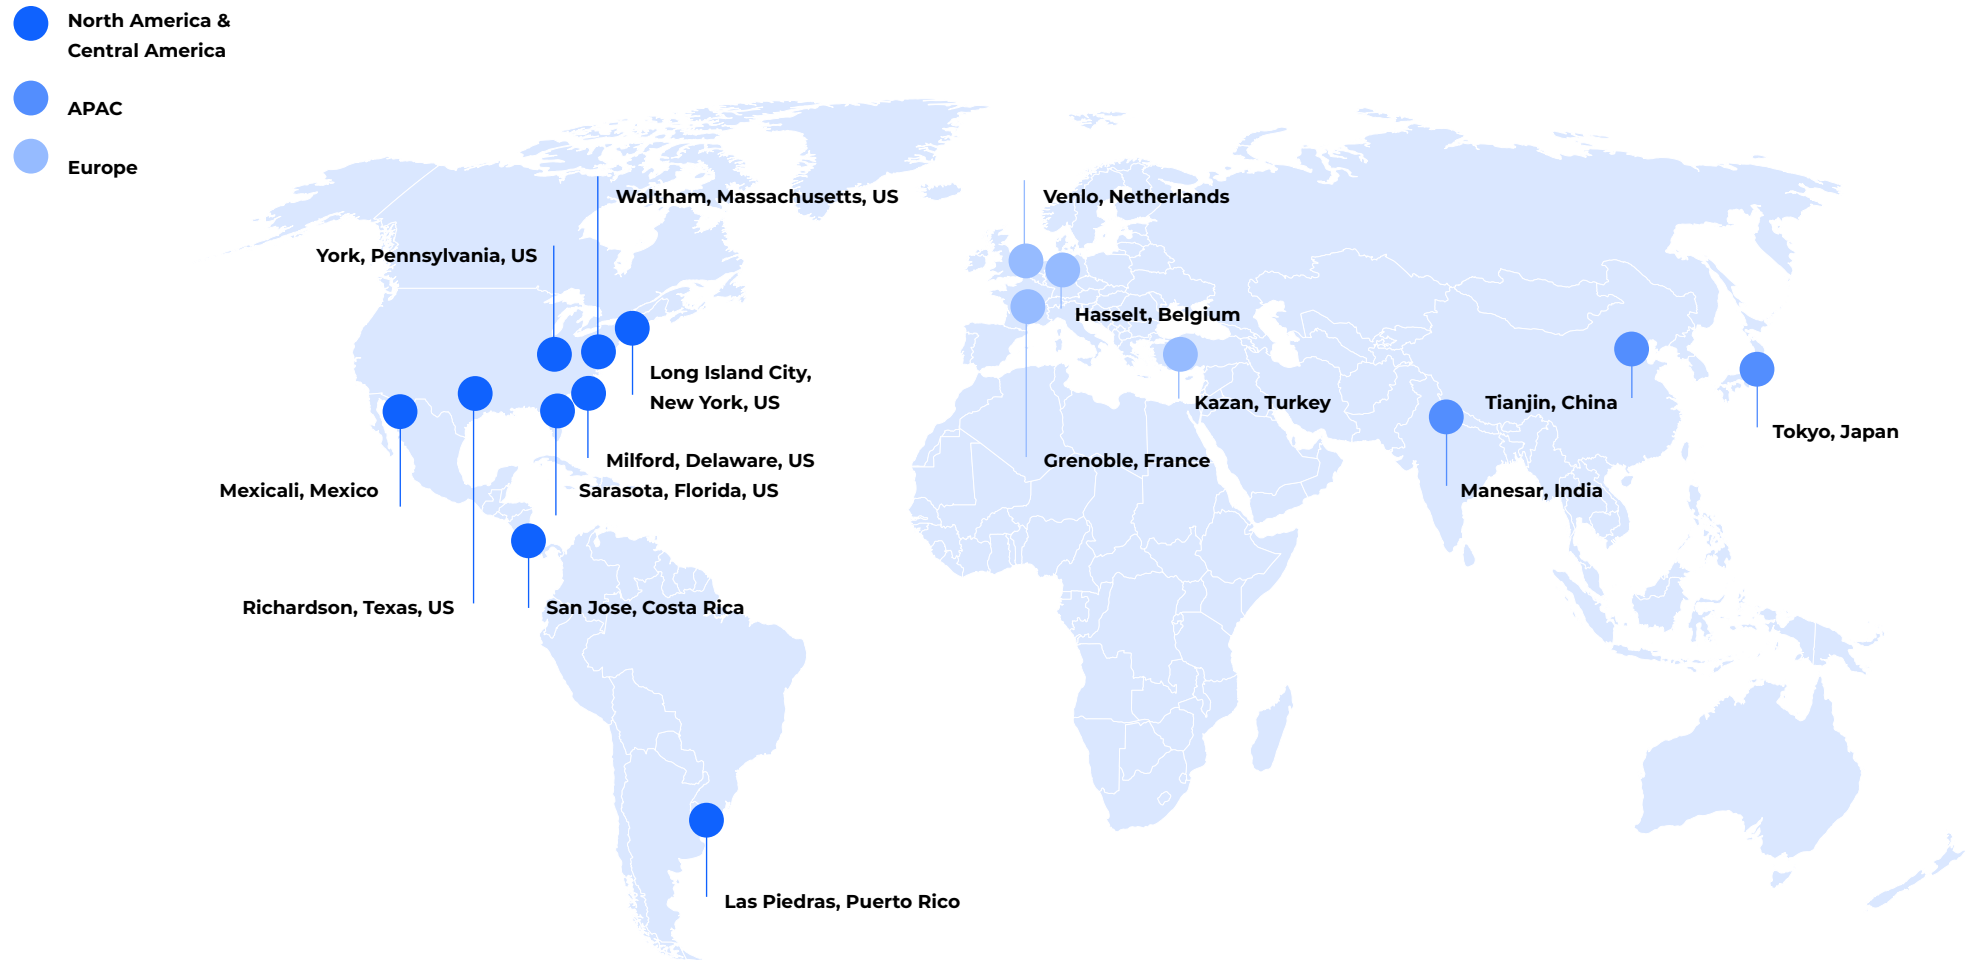 North America &
Central America
APAC
Europe
Waltham, Massachusetts, US
Venlo, Netherlands
York, Pennsylvania, US
Hasselt, Belgium
Long Island City,
New York, US
Kazan, Turkey
Tianjin, China
Tokyo, Japan
Milford, Delaware, US
Grenoble, France
Mexicali, Mexico
Sarasota, Florida, US
Manesar, India
Richardson, Texas, US
San Jose, Costa Rica
Las Piedras, Puerto Rico